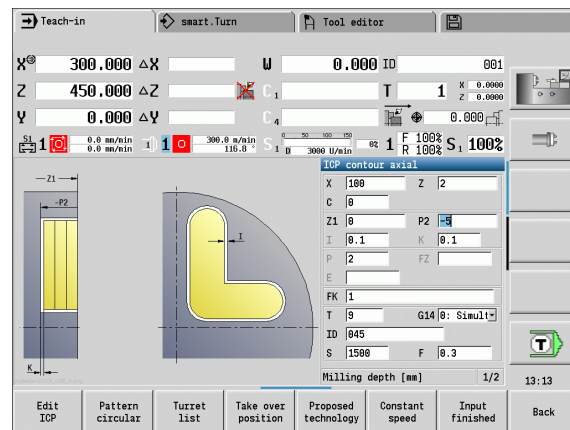 Teach-in smart.Turn Tool editor
X 300.000 ΔX W 0.000 ID 001
Z 450.000 ΔZ C1 T 1 X 0.0000
Z 0.0000
Y 0.000 ΔY C4 0.000
S1 1 0.0 mm/min 1 1 300.0 m/min S1 0 50 100 150 0% 1 F 100% S1 100%
0.0 mm/min 116.8 ° D 3000 U/min R 100%
ICP contour axial
X 100 Z 2
C 0
Z1 0 P2 -5
I 0.1 K 0.1
P 2 FZ
E
FK 1
T 9 G14 0: Simult
ID 045
S 1500 F 0.3
Milling depth [mm] 1/2
Z1
-P2
I
K
T
13:13
Edit ICP
Pattern circular
Turret list
Take over position
Proposed technology
Constant speed
Input finished
Back